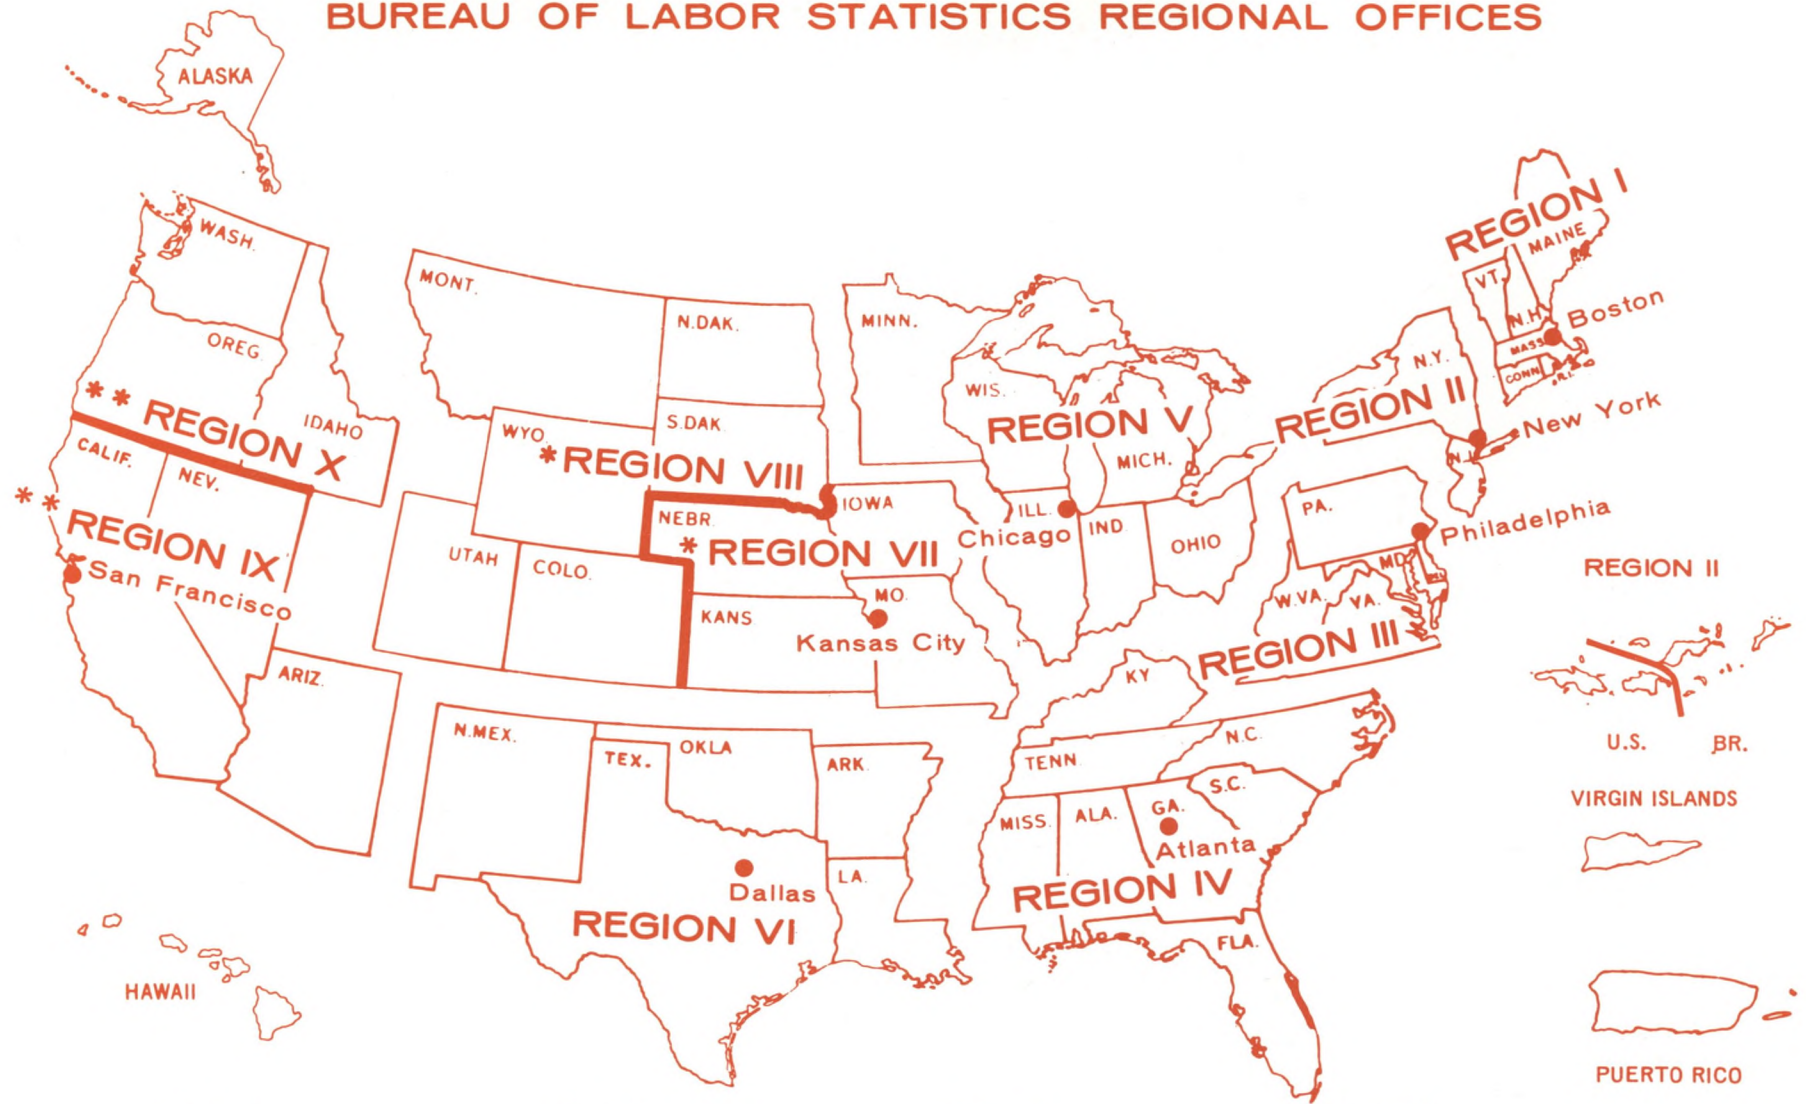 BUREAU OF LABOR STATISTICS REGIONAL OFFICES
ALASKA
WASH.
OREG.
IDAHO
** REGION X
MONT.
N.DAK.
S.DAK.
WYO.
* REGION VIII
UTAH
COLO.
CALIF.
NEV.
** REGION IX
San Francisco
ARIZ.
HAWAII
NEBR.
IOWA
* REGION VII
KANS
MO.
Kansas City
N.MEX.
TEX.
OKLA
ARK.
LA.
Dallas
REGION VI
MINN.
WIS.
REGION V
MICH.
ILL.
Chicago
IND.
OHIO
KY
TENN.
N.C.
S.C.
MISS.
ALA.
GA.
Atlanta
REGION IV
FLA.
REGION I
MAINE
VT.
N.H.
MASS.
CONN.
R.I.
Boston
N.Y.
REGION II
New York
N.J.
PA.
Philadelphia
MD.
DEL.
W.VA.
VA.
REGION III
REGION II
U.S.
BR.
VIRGIN ISLANDS
PUERTO RICO